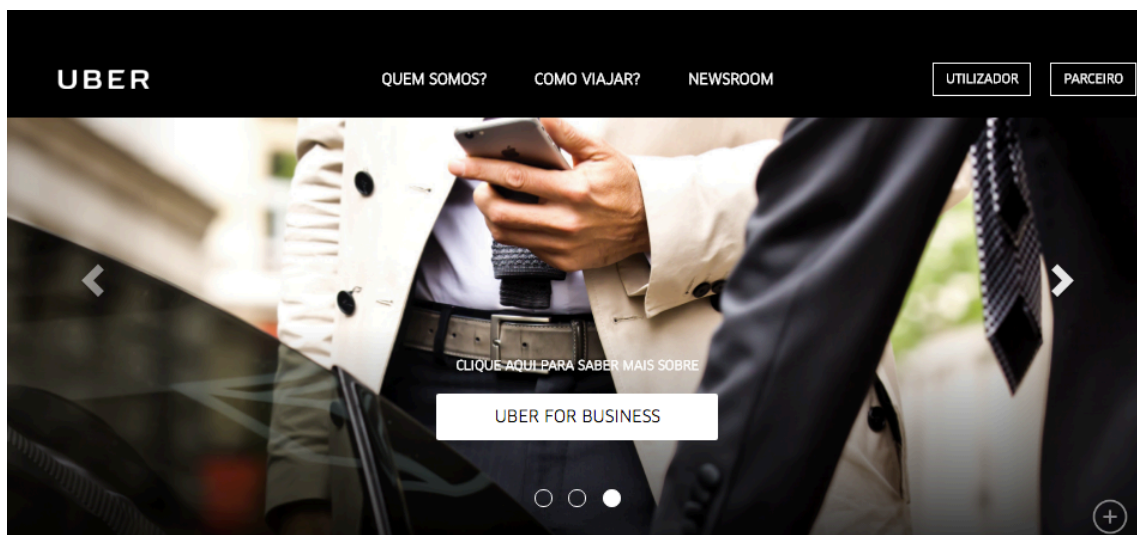 UBER
QUEM SOMOS? COMO VIAJAR? NEWSROOM
UTILIZADOR PARCEIRO
CLIQUE AQUI PARA SABER MAIS SOBRE
UBER FOR BUSINESS